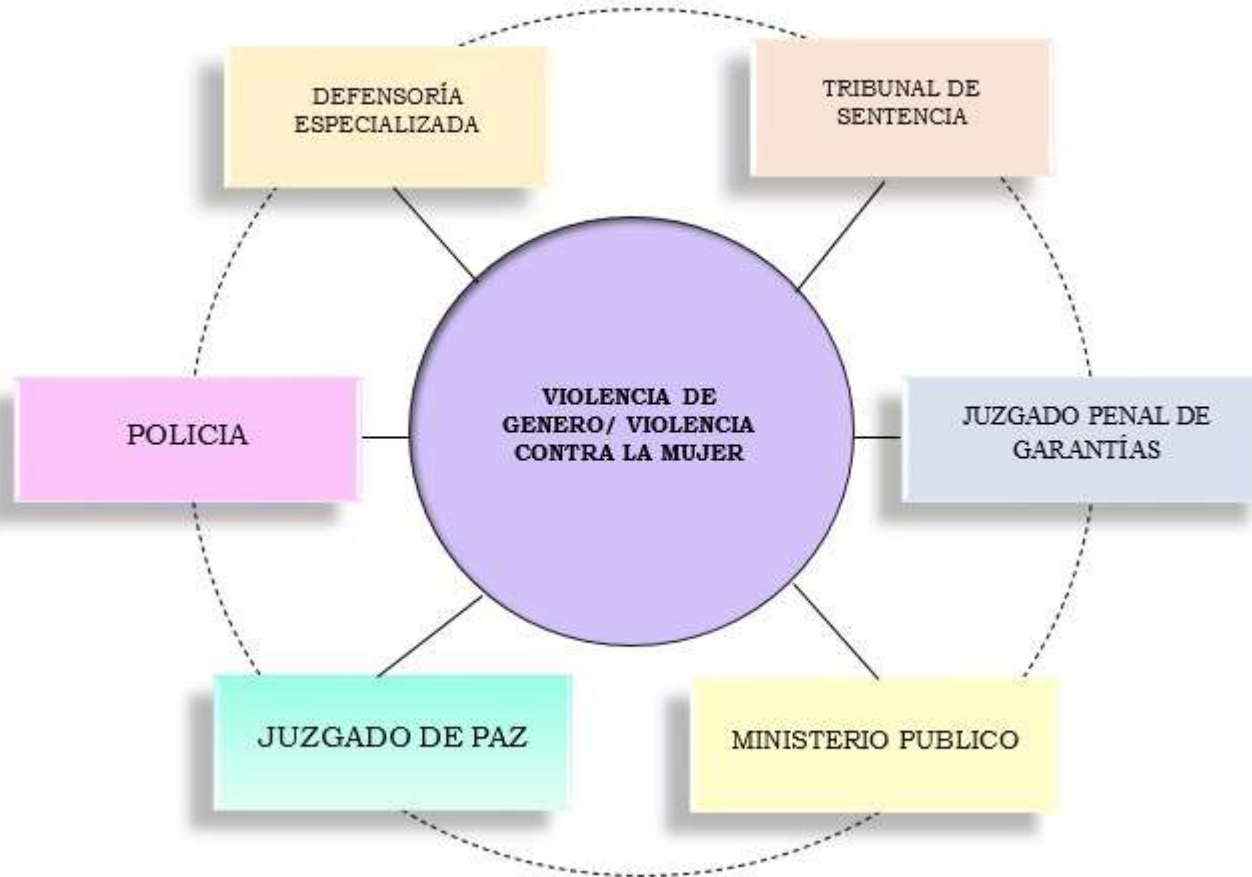 DEFENSORÍA
ESPECIALIZADA
TRIBUNAL DE
SENTENCIA
POLICIA
VIOLENCIA DE
GENERO/ VIOLENCIA
CONTRA LA MUJER
JUZGADO PENAL DE
GARANTÍAS
JUZGADO DE PAZ
MINISTERIO PUBLICO